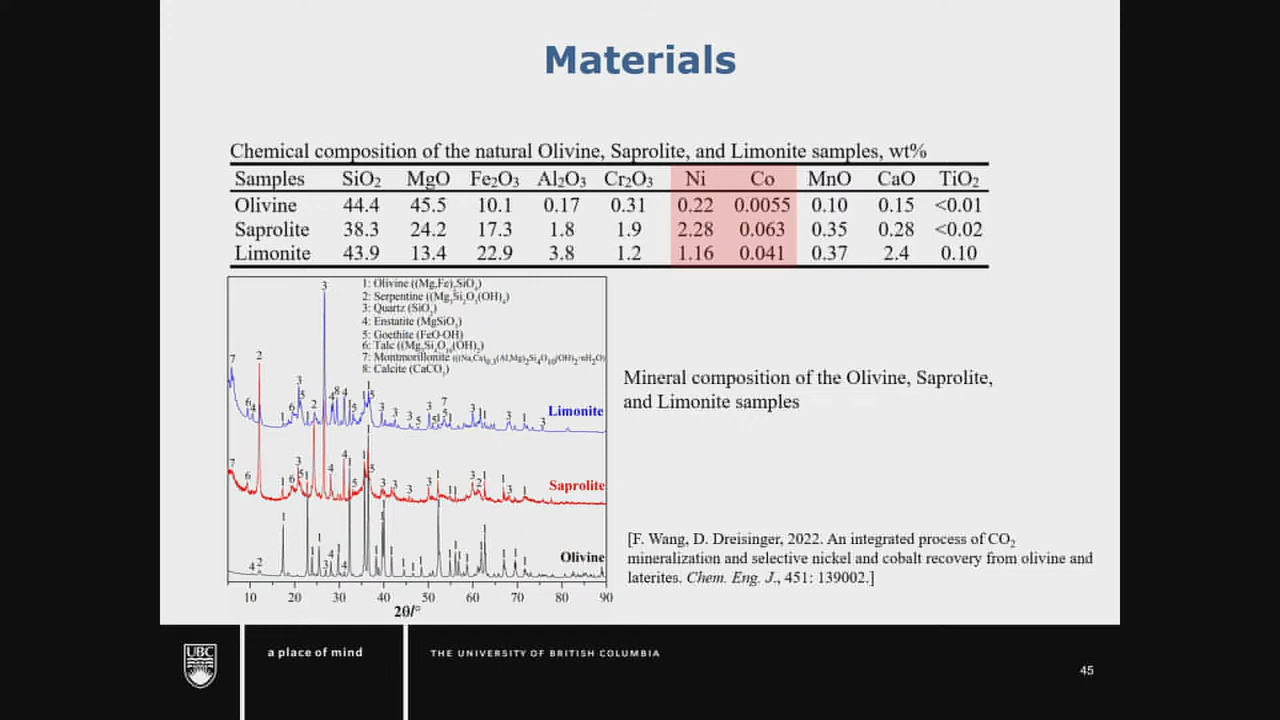 Materials
Chemical composition of the natural Olivine, Saprolite, and Limonite samples, wt%
Samples SiO₂ MgO Fe₂O₃ Al₂O₃ Cr₂O₃ Ni Co MnO CaO TiO₂
Olivine 44.4 45.5 10.1 0.17 0.31 0.22 0.0055 0.10 0.15 <0.01
Saprolite 38.3 24.2 17.3 1.8 1.9 2.28 0.063 0.35 0.28 <0.02
Limonite 43.9 13.4 22.9 3.8 1.2 1.16 0.041 0.37 2.4 0.10
1: Olivine ((Mg,Fe)₂SiO₄)
2: Serpentine ((Mg₃Si₂O₅(OH)₄)
3: Quartz (SiO₂)
4: Enstatite (MgSiO₃)
5: Goethite (FeO·OH)
6: Talc ((Mg₃Si₄O₁₀(OH)₂)
7: Montmorillonite (((Na,Ca)₀.₃(Al,Mg)₂Si₄O₁₀(OH)₂·nH₂O)
8: Calcite (CaCO₃)
Limonite
Saprolite
Olivine
10 20 30 40 50 60 70 80 90
2θ/°
Mineral composition of the Olivine, Saprolite,
and Limonite samples
[F. Wang, D. Dreisinger, 2022. An integrated process of CO₂
mineralization and selective nickel and cobalt recovery from olivine and
laterites. Chem. Eng. J., 451: 139002.]
UBC
a place of mind
THE UNIVERSITY OF BRITISH COLUMBIA
45